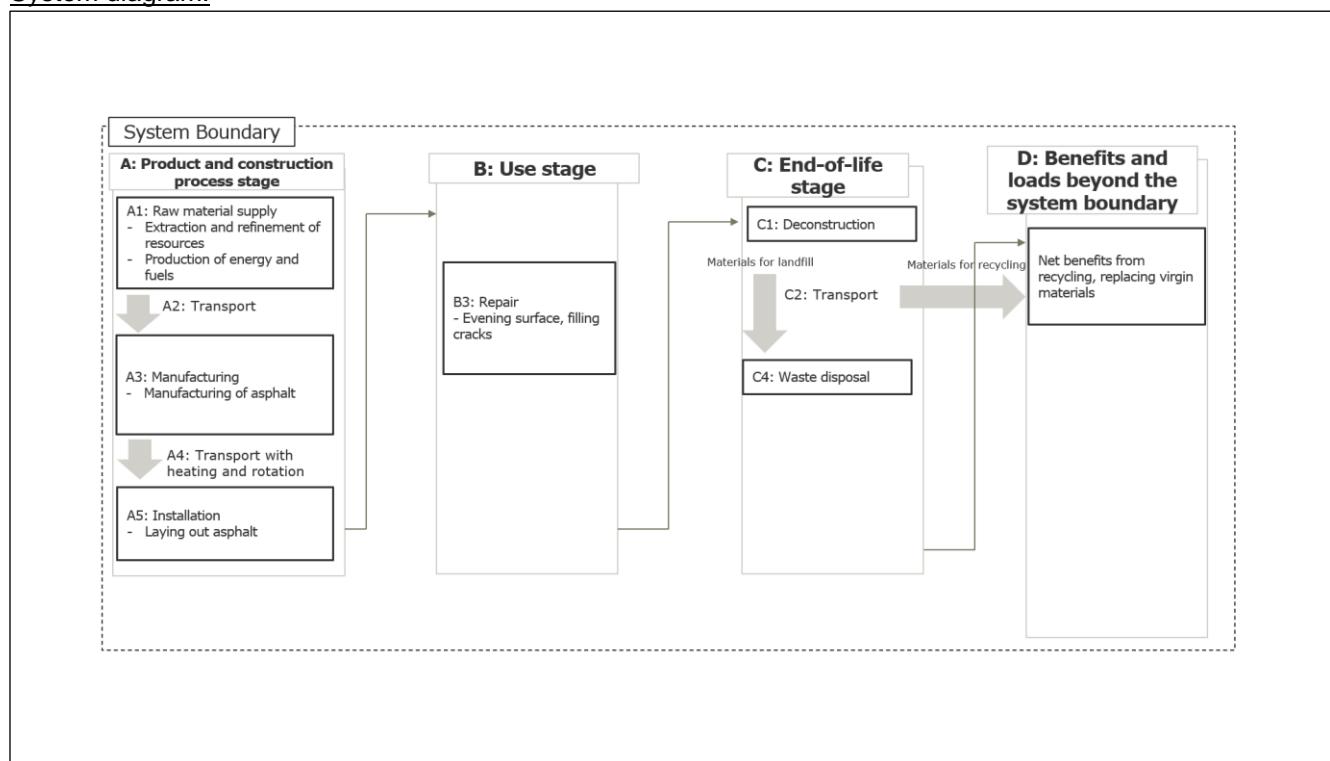 System diagram:
System Boundary
A: Product and construction
process stage
A1: Raw material supply
- Extraction and refinement of
resources
- Production of energy and
fuels
A2: Transport
A3: Manufacturing
- Manufacturing of asphalt
A4: Transport with
heating and rotation
A5: Installation
- Laying out asphalt
B: Use stage
B3: Repair
- Evening surface, filling
cracks
C: End-of-life
stage
C1: Deconstruction
Materials for landfill
C2: Transport
Materials for recycling
C4: Waste disposal
D: Benefits and
loads beyond the
system boundary
Net benefits from
recycling, replacing virgin
materials